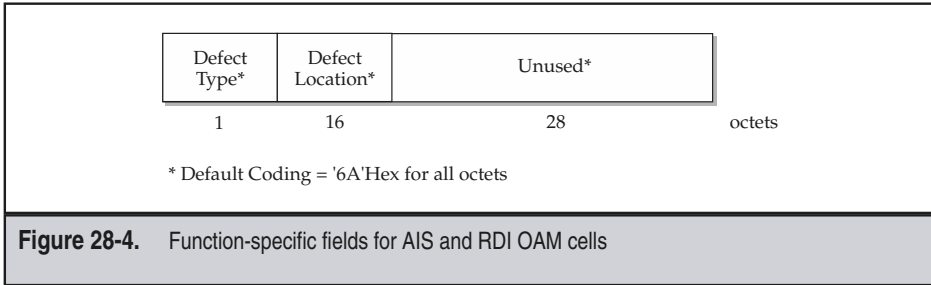 Defect
Type*
Defect
Location*
Unused*
1 16 28 octets
* Default Coding = '6A'Hex for all octets
Figure 28-4. Function-specific fields for AIS and RDI OAM cells